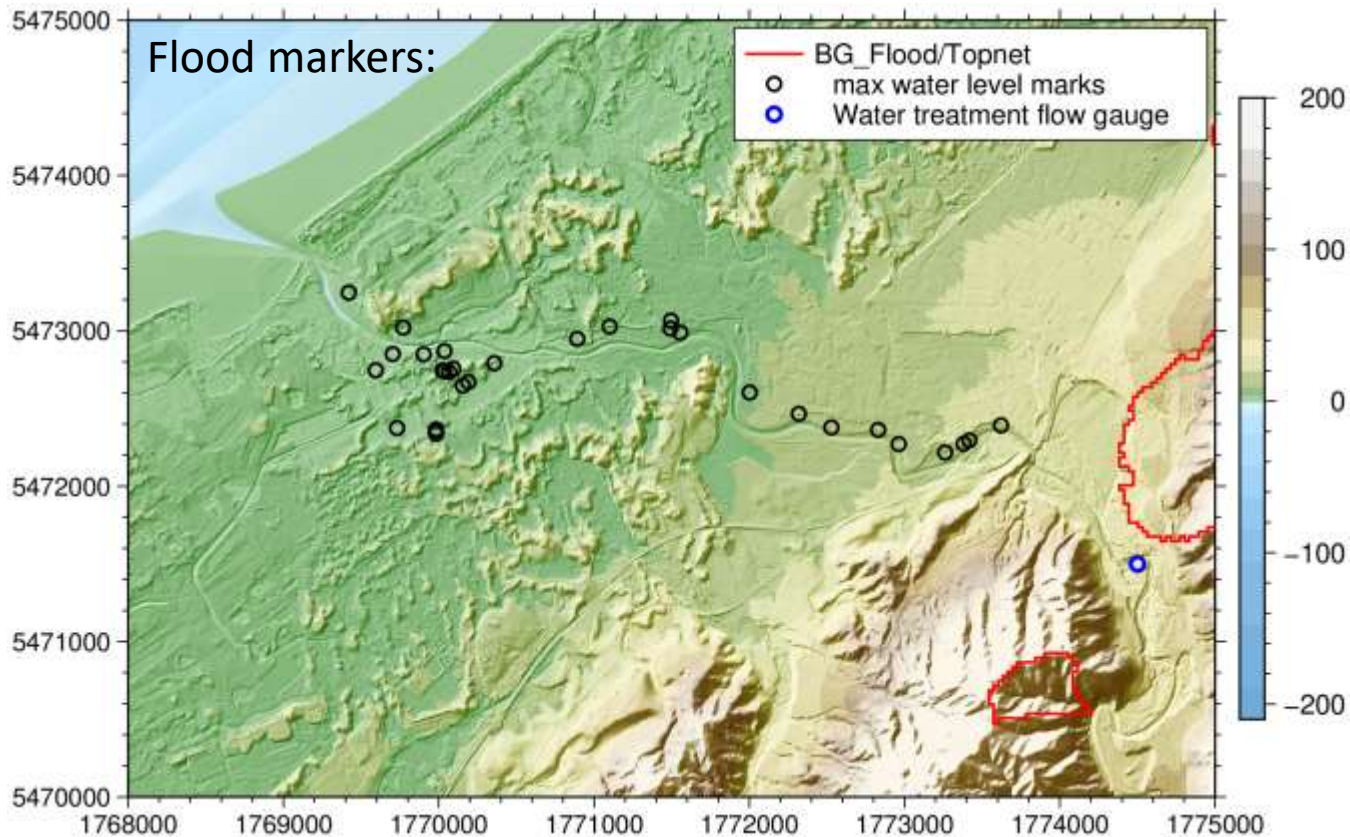 Flood markers:
BG_Flood/Topnet
max water level marks
Water treatment flow gauge
5475000
5474000
5473000
5472000
5471000
5470000
1768000 1769000 1770000 1771000 1772000 1773000 1774000 1775000
200
100
0
−100
−200